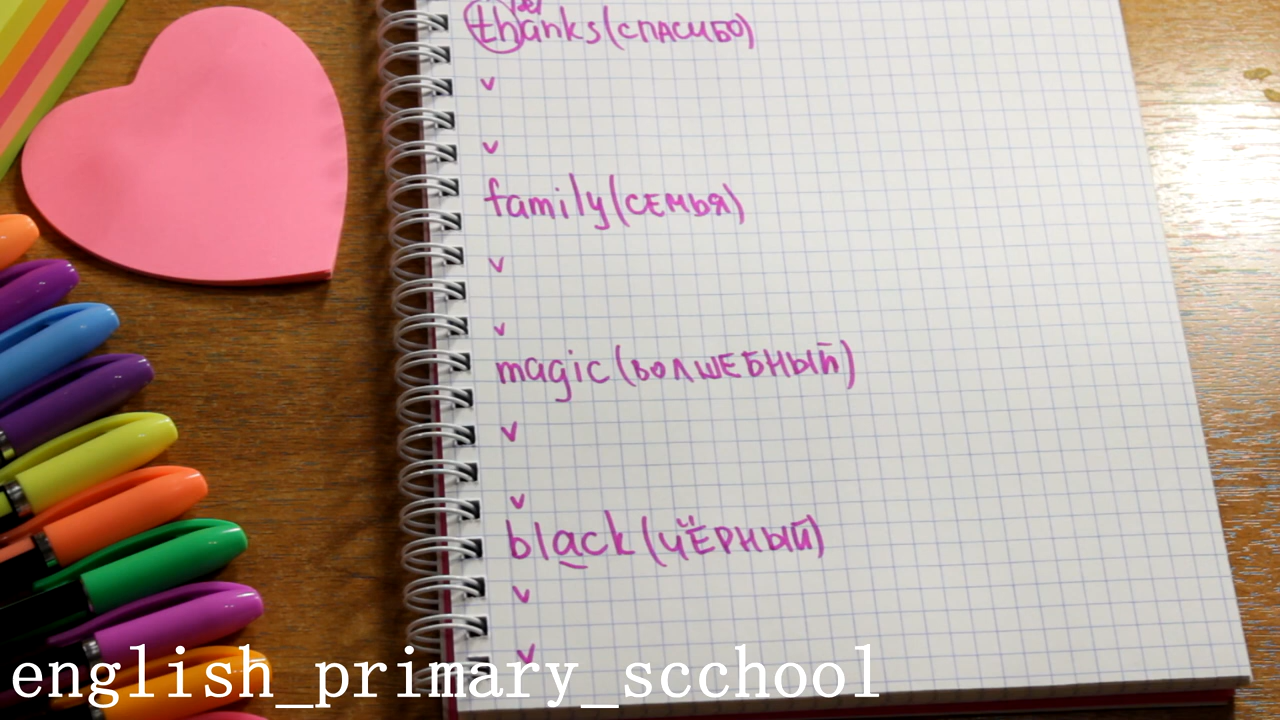 thanks(СПАСИБО)
v
v
family(СЕМЬЯ)
v
v
magic(ВОЛШЕБНЫЙ)
v
v
black(ЧЁРНЫЙ)
v
v
english_primary_scchool